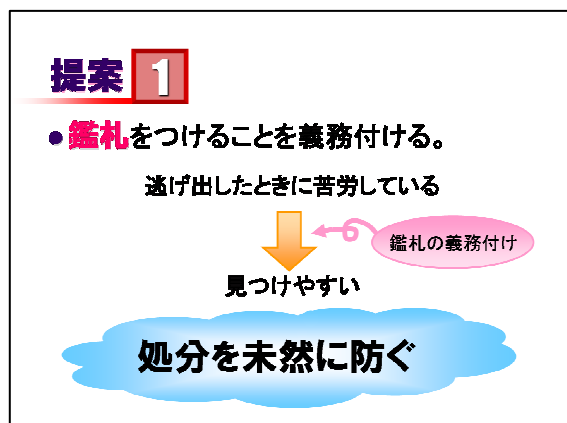 提案 1
●鑑札をつけることを義務付ける。
逃げ出したときに苦労している
鑑札の義務付け
見つけやすい
処分を未然に防ぐ